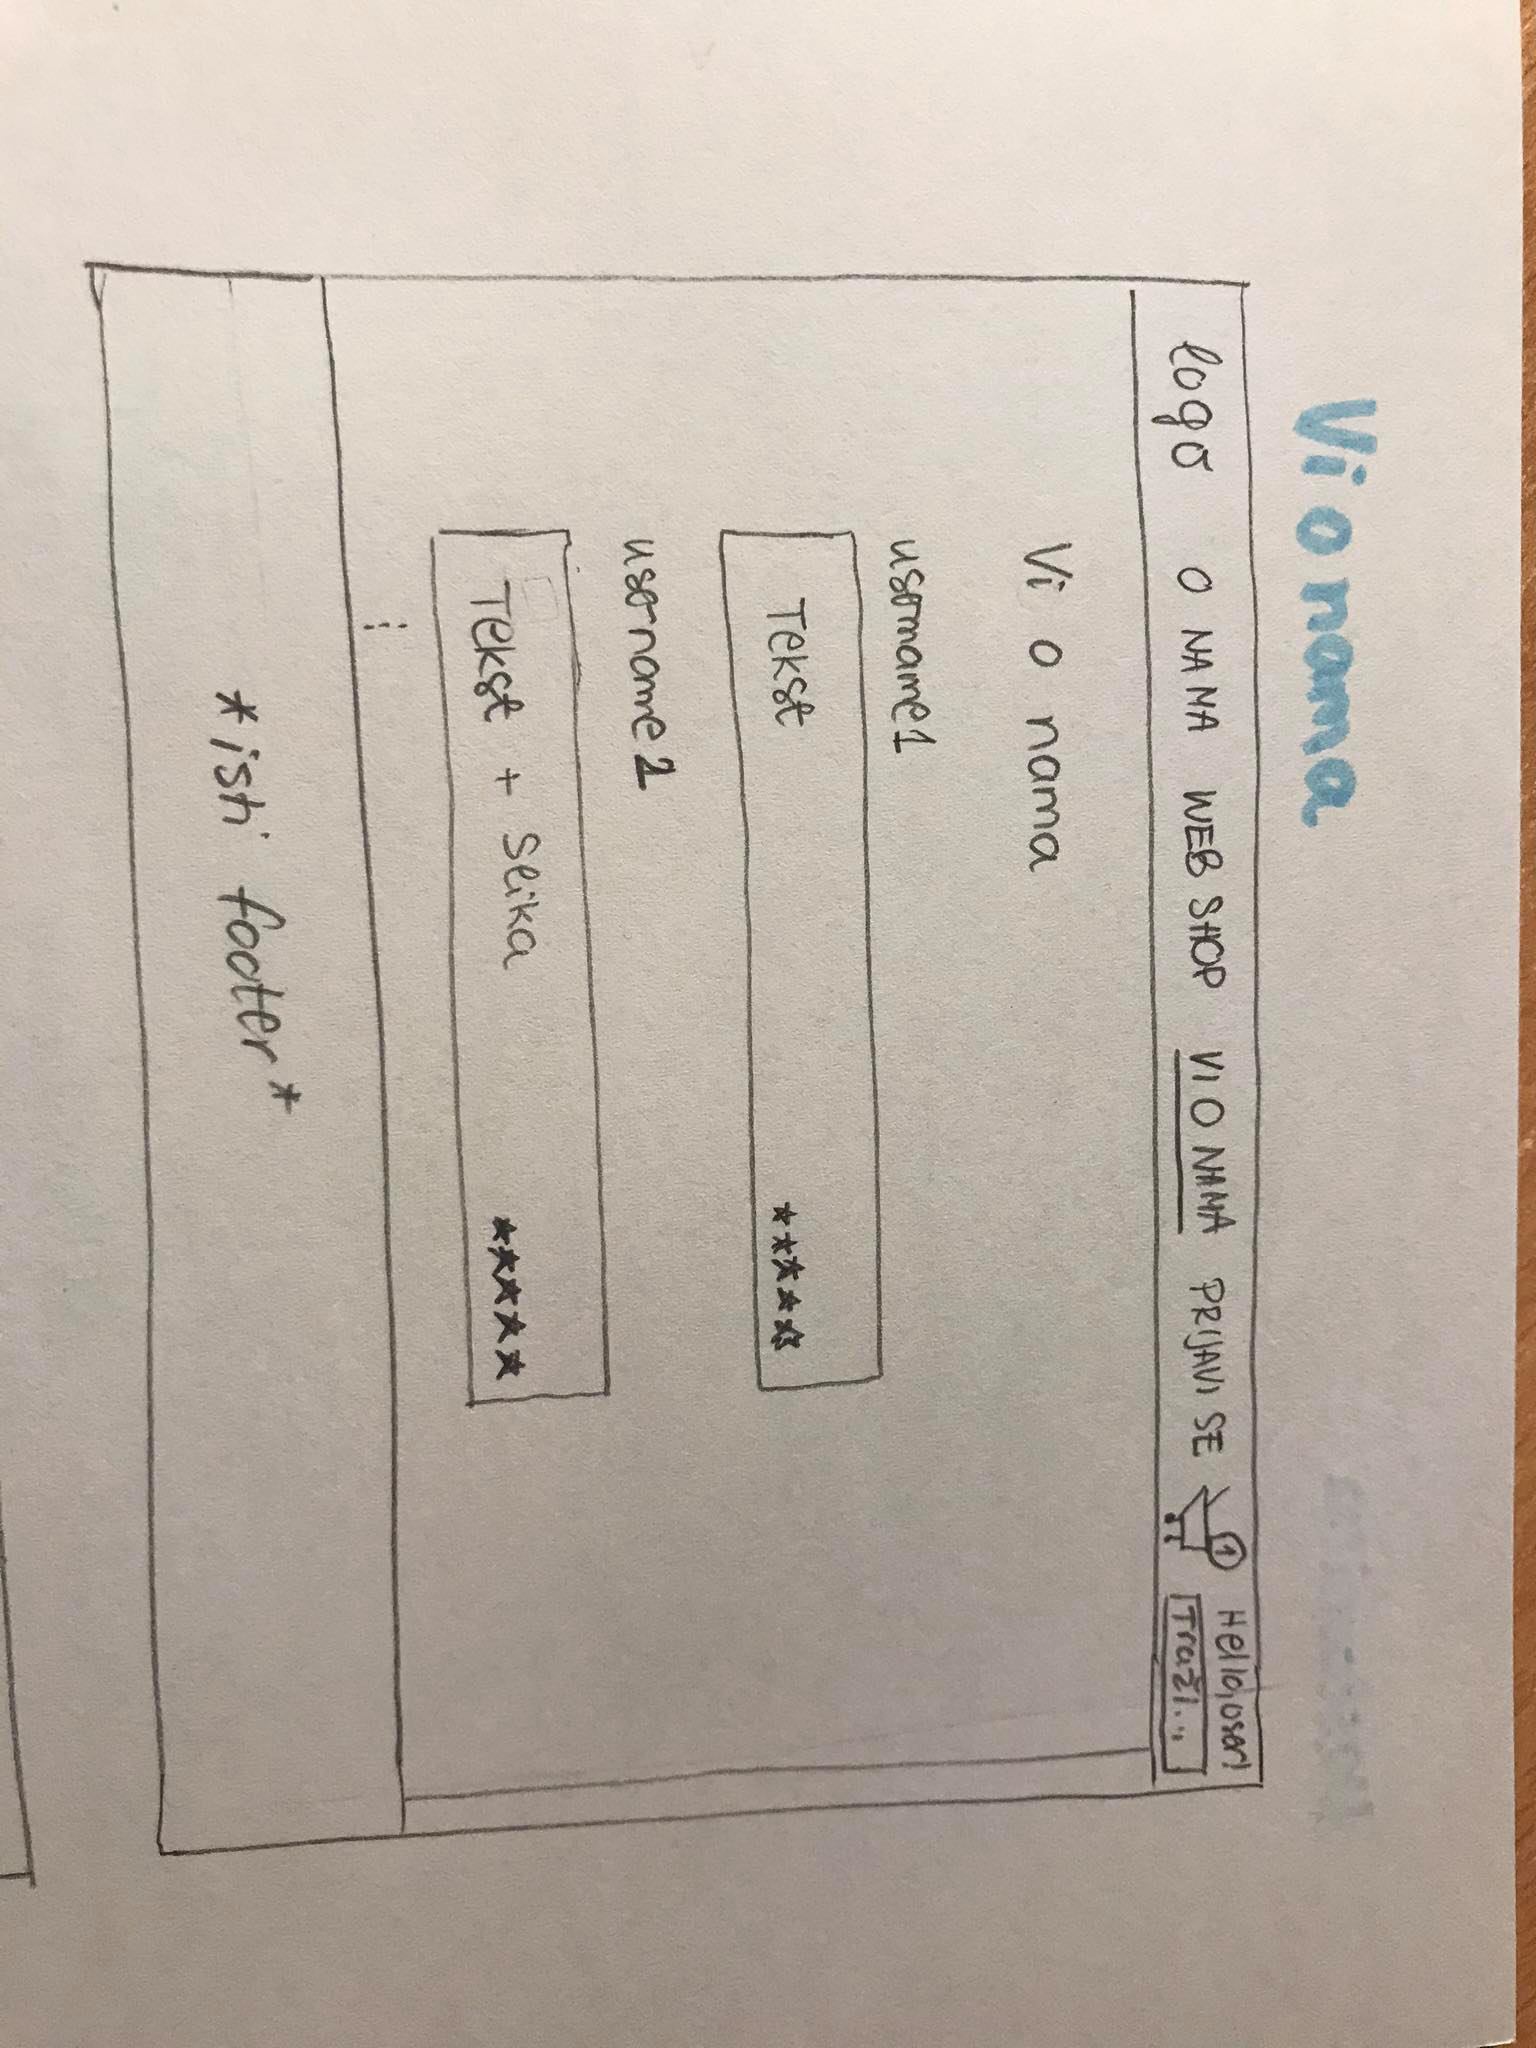 Vi o nama
logo O NAMA WEB SHOP VI O NAMA PRIJAVI SE 1 Hello, user!
Traži...
Vi o nama
username1
Tekst ★★★★★
username2
Tekst + Slika ★★★★★
*isti footer*